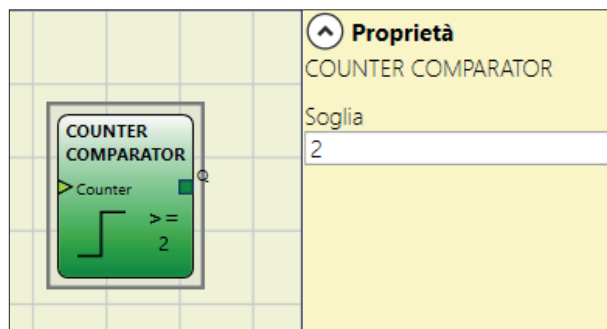 COUNTER
COMPARATOR
Counter
Q
>=
2
Proprietà
COUNTER COMPARATOR
Soglia
2